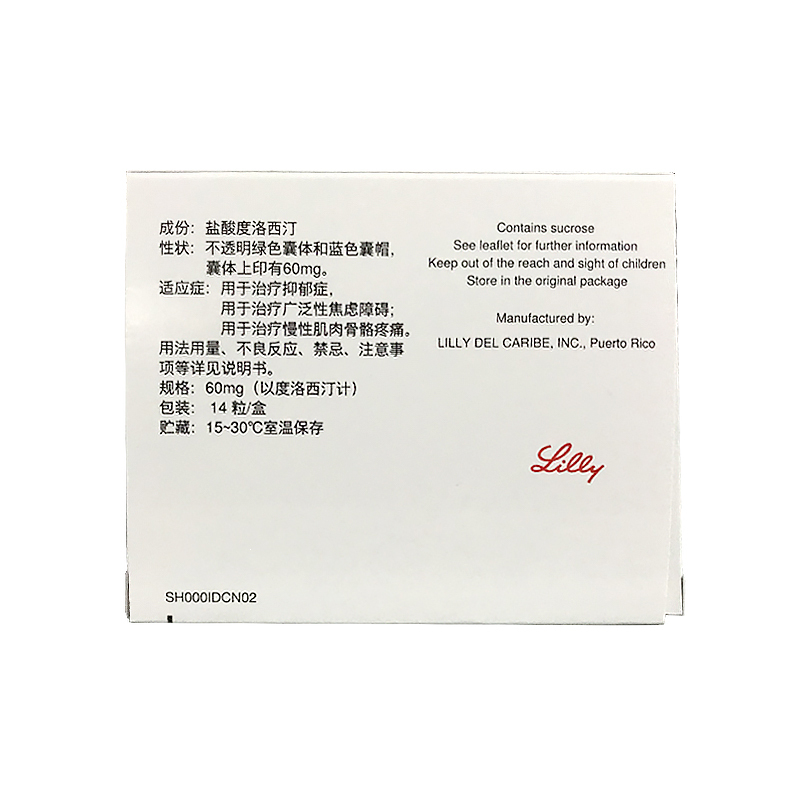 成份：盐酸度洛西汀
性状：不透明绿色囊体和蓝色囊帽，
囊体上印有60mg。
适应症：用于治疗抑郁症，
用于治疗广泛性焦虑障碍；
用于治疗慢性肌肉骨骼疼痛。
用法用量、不良反应、禁忌、注意事
项等详见说明书。
规格：60mg（以度洛西汀计）
包装： 14 粒/盒
贮藏：15~30℃室温保存
Contains sucrose
See leaflet for further information
Keep out of the reach and sight of children
Store in the original package
Manufactured by:
LILLY DEL CARIBE, INC., Puerto Rico
Lilly
SH000IDCN02